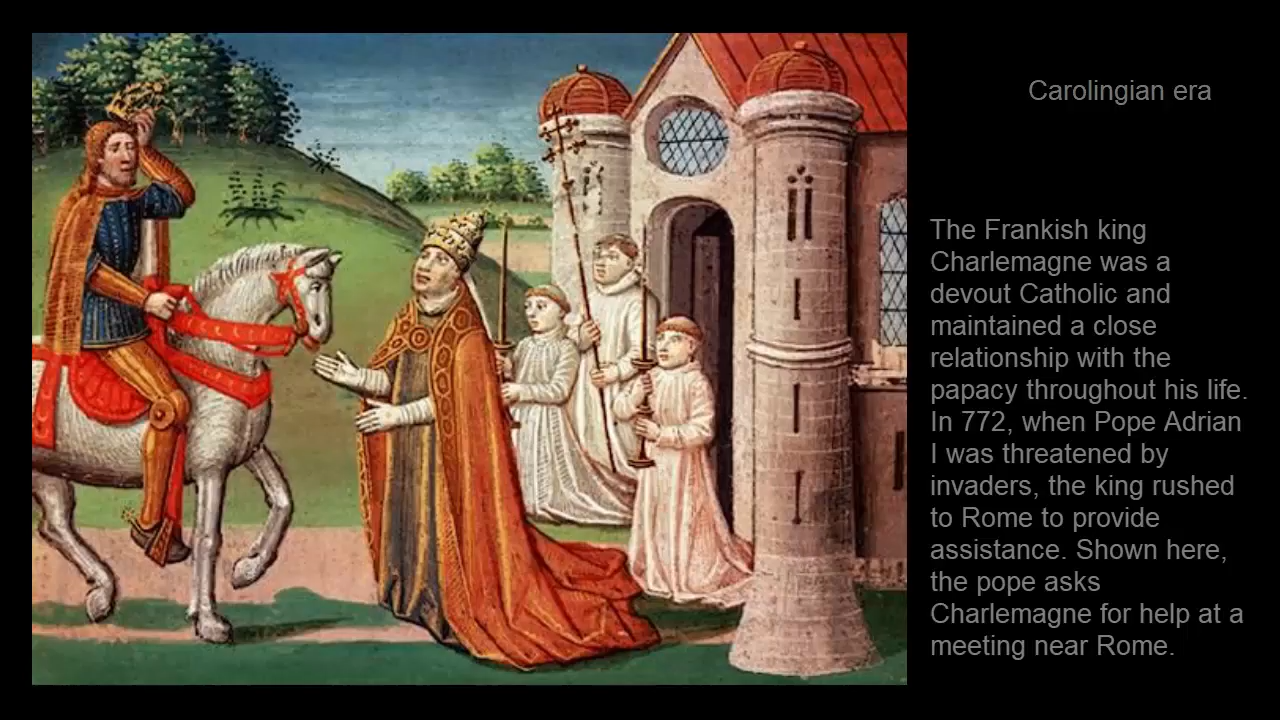 Carolingian era
The Frankish king
Charlemagne was a
devout Catholic and
maintained a close
relationship with the
papacy throughout his life.
In 772, when Pope Adrian
I was threatened by
invaders, the king rushed
to Rome to provide
assistance. Shown here,
the pope asks
Charlemagne for help at a
meeting near Rome.